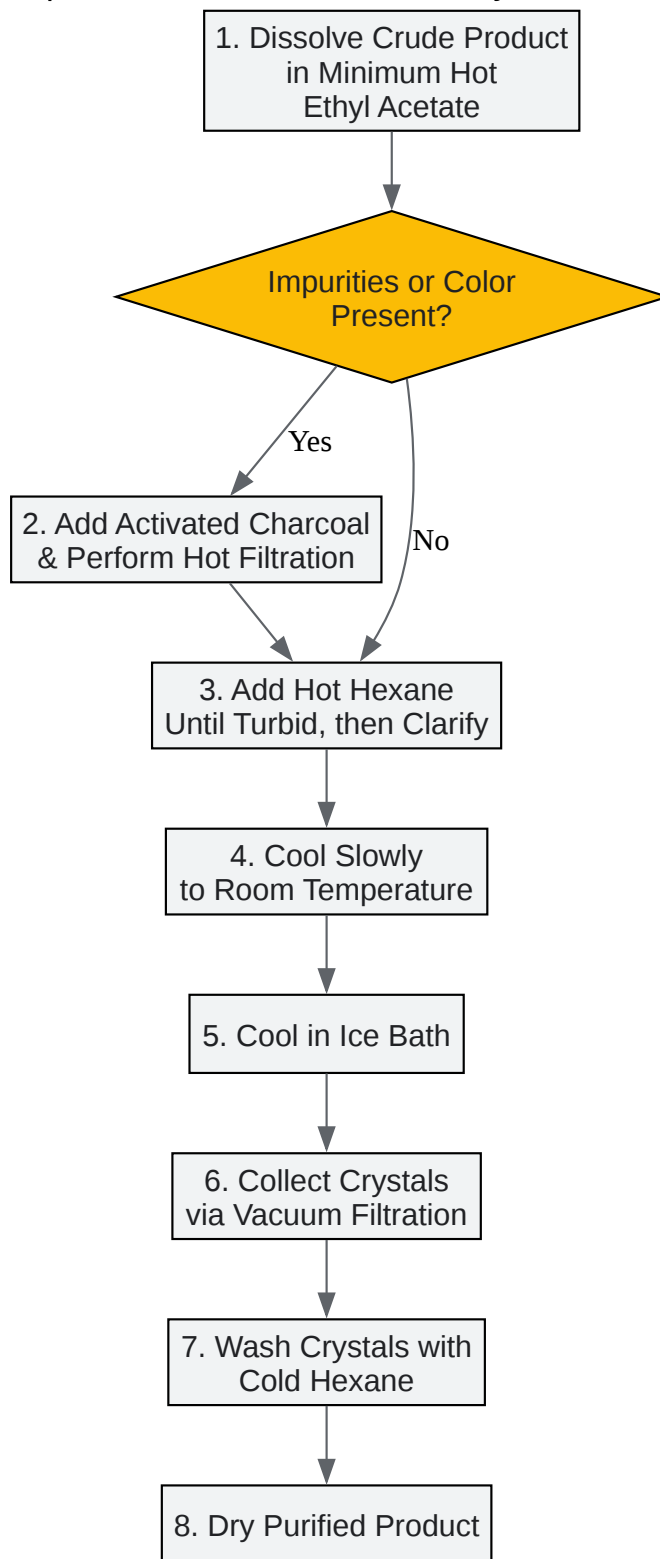 1. Dissolve Crude Product
in Minimum Hot
Ethyl Acetate
Impurities or Color
Present?
Yes
2. Add Activated Charcoal
& Perform Hot Filtration
No
3. Add Hot Hexane
Until Turbid, then Clarify
4. Cool Slowly
to Room Temperature
5. Cool in Ice Bath
6. Collect Crystals
via Vacuum Filtration
7. Wash Crystals with
Cold Hexane
8. Dry Purified Product